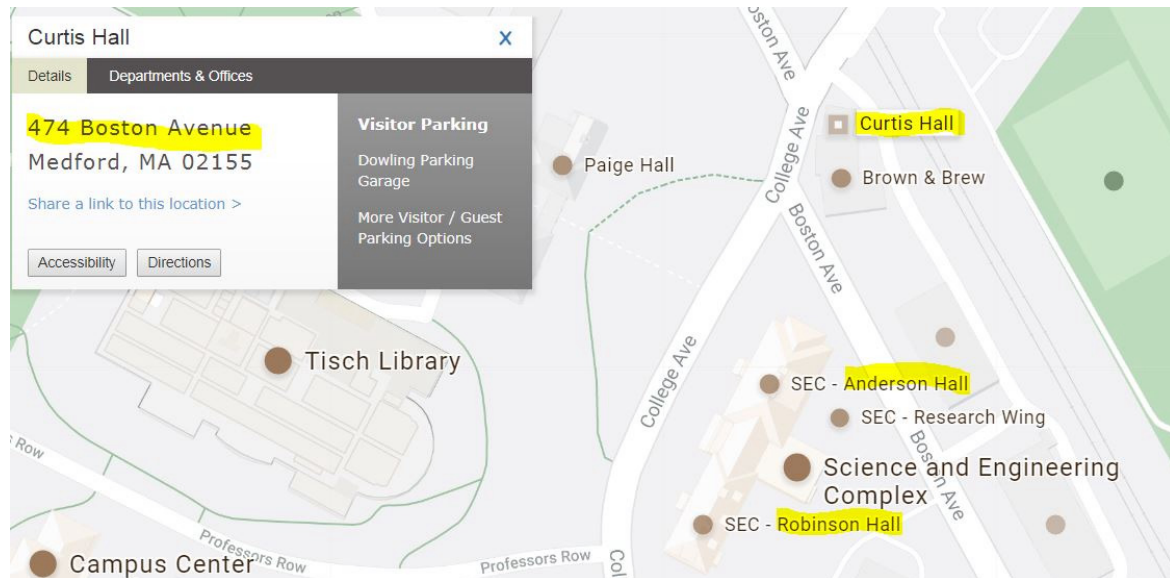 Curtis Hall
X
Details
Departments & Offices
474 Boston Avenue
Medford, MA 02155
Share a link to this location >
Accessibility
Directions
Visitor Parking
Dowling Parking
Garage
More Visitor / Guest
Parking Options
Boston Ave
Curtis Hall
College Ave
Paige Hall
Brown & Brew
Boston Ave
Tisch Library
College Ave
SEC - Anderson Hall
SEC - Research Wing
Boston Ave
Science and Engineering
Complex
SEC - Robinson Hall
Row
Professors Row
Professors Row
Col
Campus Center